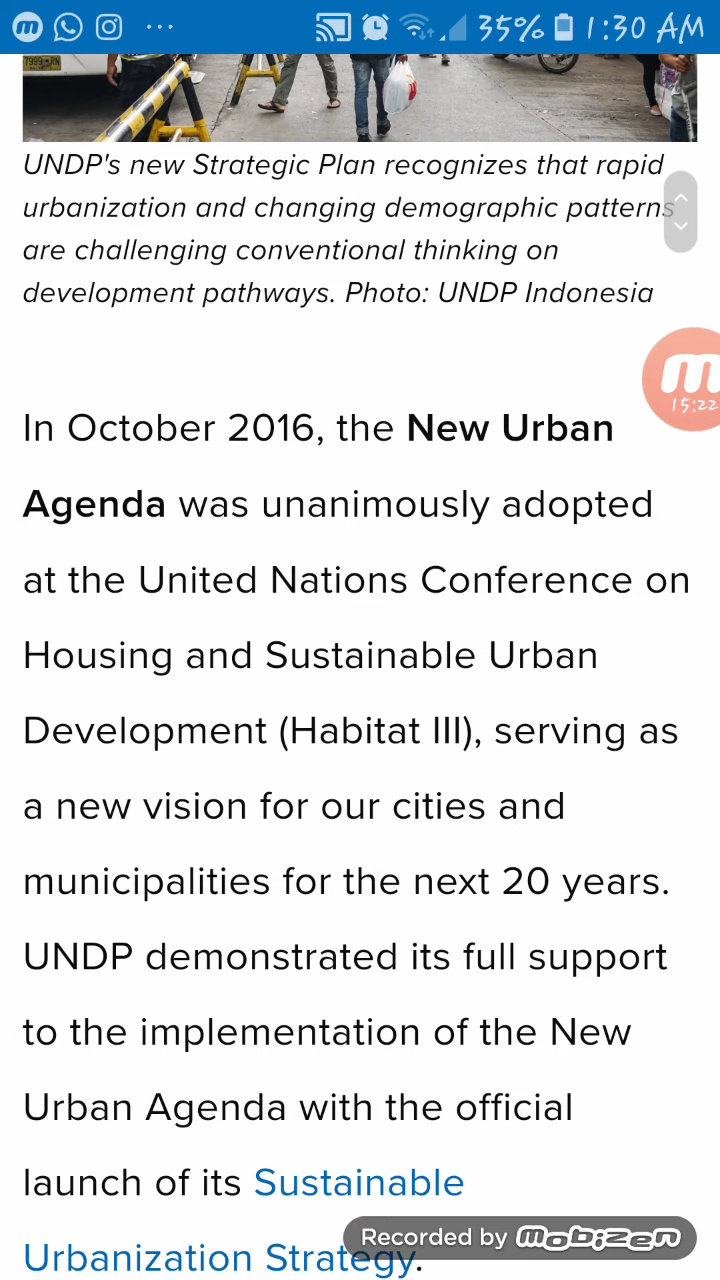 35% 1:30 AM
7999 RN
UNDP's new Strategic Plan recognizes that rapid
urbanization and changing demographic patterns
are challenging conventional thinking on
development pathways. Photo: UNDP Indonesia
15:22
In October 2016, the New Urban
Agenda was unanimously adopted
at the United Nations Conference on
Housing and Sustainable Urban
Development (Habitat III), serving as
a new vision for our cities and
municipalities for the next 20 years.
UNDP demonstrated its full support
to the implementation of the New
Urban Agenda with the official
launch of its Sustainable
Urbanization Strategy.
Recorded by mobizen